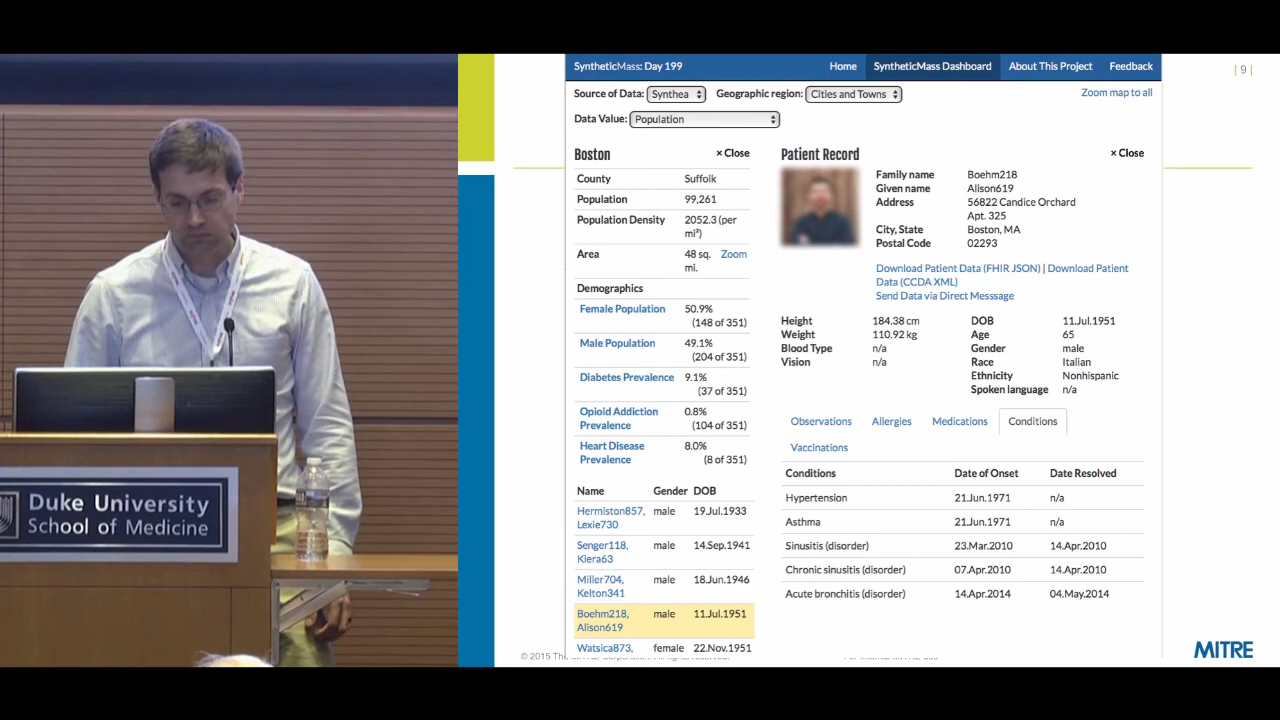 Duke University
School of Medicine
SyntheticMass: Day 199
Home
SyntheticMass Dashboard
About This Project
Feedback
| 9 |
Source of Data: Synthea Geographic region: Cities and Towns
Zoom map to all
Data Value: Population
Boston × Close
County Suffolk
Population 99,261
Population Density 2052.3 (per
mi²)
Area 48 sq. Zoom
mi.
Demographics
Female Population 50.9%
(148 of 351)
Male Population 49.1%
(204 of 351)
Diabetes Prevalence 9.1%
(37 of 351)
Opioid Addiction 0.8%
Prevalence (104 of 351)
Heart Disease 8.0%
Prevalence (8 of 351)
Name Gender DOB
Hermiston857, male 19.Jul.1933
Lexie730
Senger118, male 14.Sep.1941
Kiera63
Miller704, male 18.Jun.1946
Kelton341
Boehm218, male 11.Jul.1951
Alison619
Watsica873, female 22.Nov.1951
Patient Record × Close
Family name Boehm218
Given name Alison619
Address 56822 Candice Orchard
Apt. 325
City, State Boston, MA
Postal Code 02293
Download Patient Data (FHIR JSON) | Download Patient
Data (CCDA XML)
Send Data via Direct Messsage
Height 184.38 cm DOB 11.Jul.1951
Weight 110.92 kg Age 65
Blood Type n/a Gender male
Vision n/a Race Italian
Ethnicity Nonhispanic
Spoken language n/a
Observations Allergies Medications Conditions
Vaccinations
Conditions Date of Onset Date Resolved
Hypertension 21.Jun.1971 n/a
Asthma 21.Jun.1971 n/a
Sinusitis (disorder) 23.Mar.2010 14.Apr.2010
Chronic sinusitis (disorder) 07.Apr.2010 14.Apr.2010
Acute bronchitis (disorder) 14.Apr.2014 04.May.2014
© 2015 The
MITRE